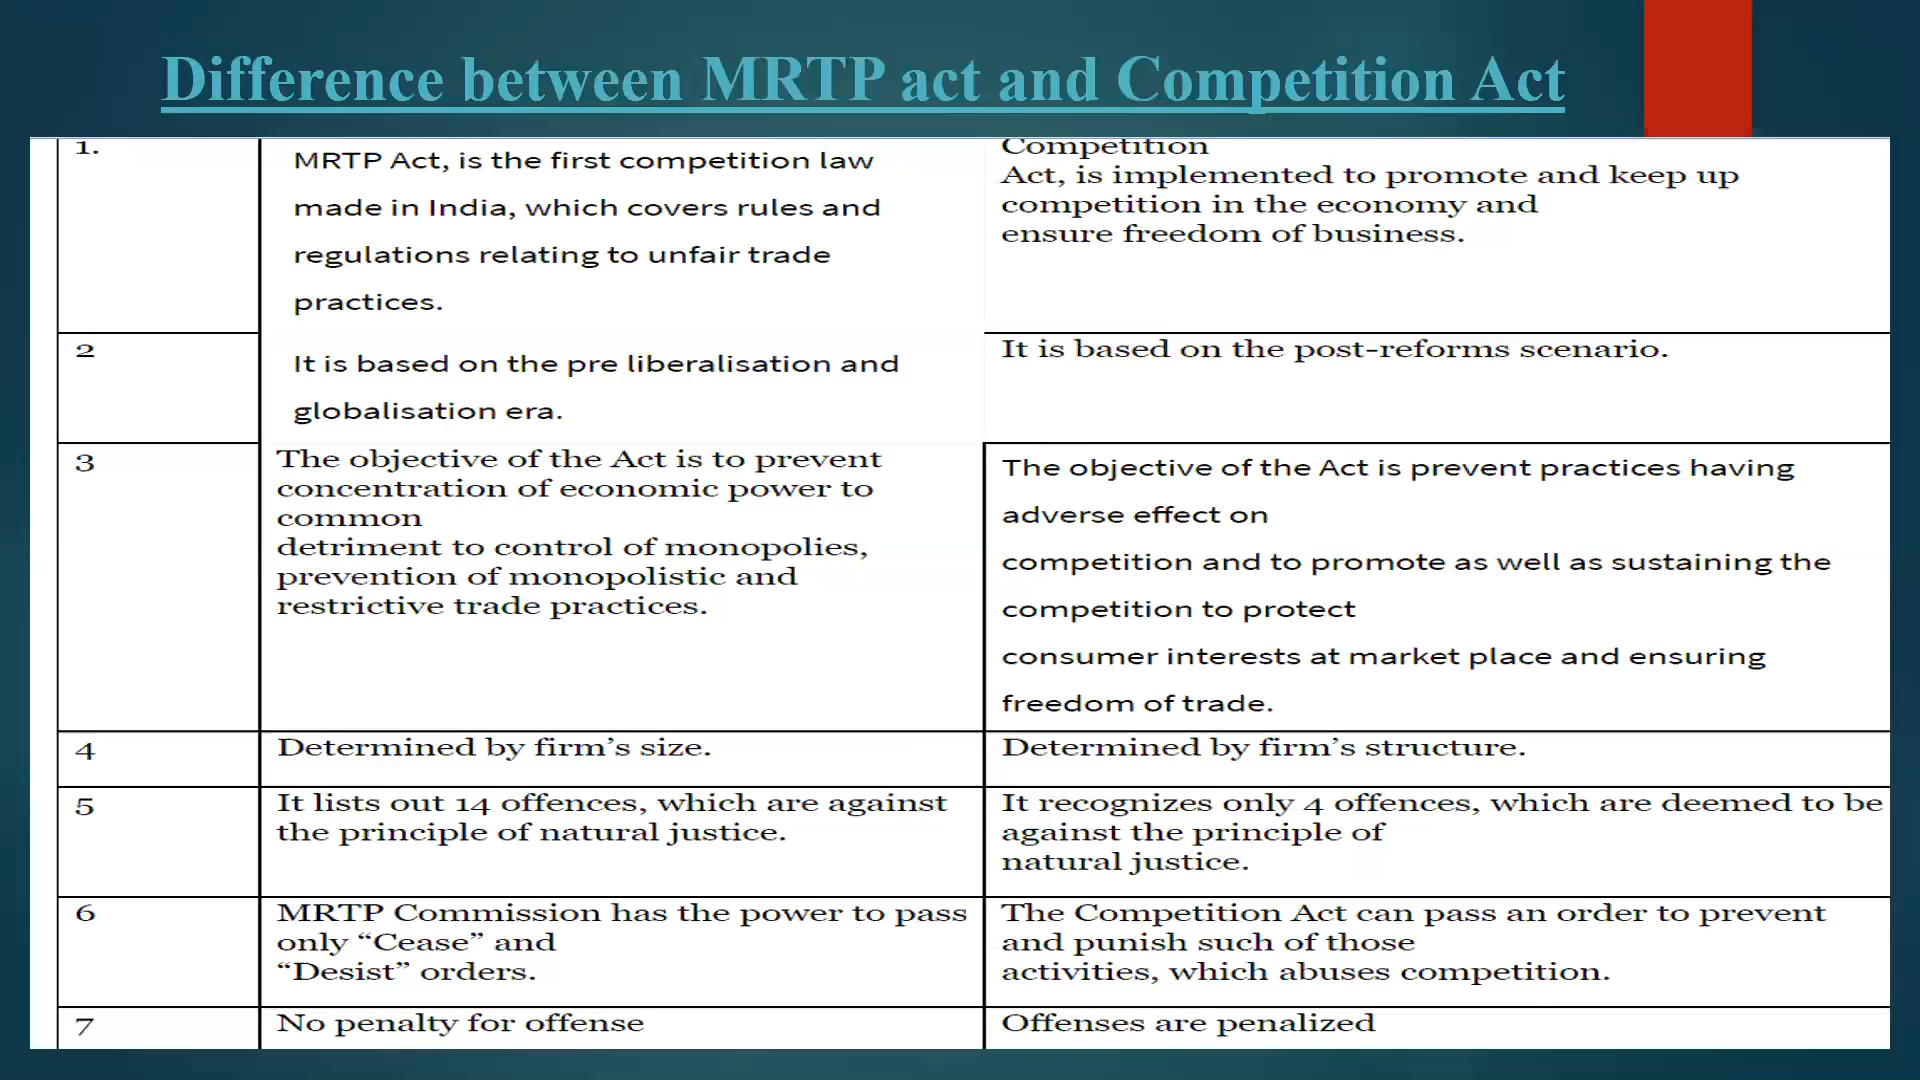 Difference between MRTP act and Competition Act
1.
MRTP Act, is the first competition law
made in India, which covers rules and
regulations relating to unfair trade
practices.
Competition
Act, is implemented to promote and keep up
competition in the economy and
ensure freedom of business.
2
It is based on the pre liberalisation and
globalisation era.
It is based on the post-reforms scenario.
3
The objective of the Act is to prevent
concentration of economic power to
common
detriment to control of monopolies,
prevention of monopolistic and
restrictive trade practices.
The objective of the Act is prevent practices having
adverse effect on
competition and to promote as well as sustaining the
competition to protect
consumer interests at market place and ensuring
freedom of trade.
4
Determined by firm’s size.
Determined by firm’s structure.
5
It lists out 14 offences, which are against
the principle of natural justice.
It recognizes only 4 offences, which are deemed to be
against the principle of
natural justice.
6
MRTP Commission has the power to pass
only “Cease” and
“Desist” orders.
The Competition Act can pass an order to prevent
and punish such of those
activities, which abuses competition.
7
No penalty for offense
Offenses are penalized